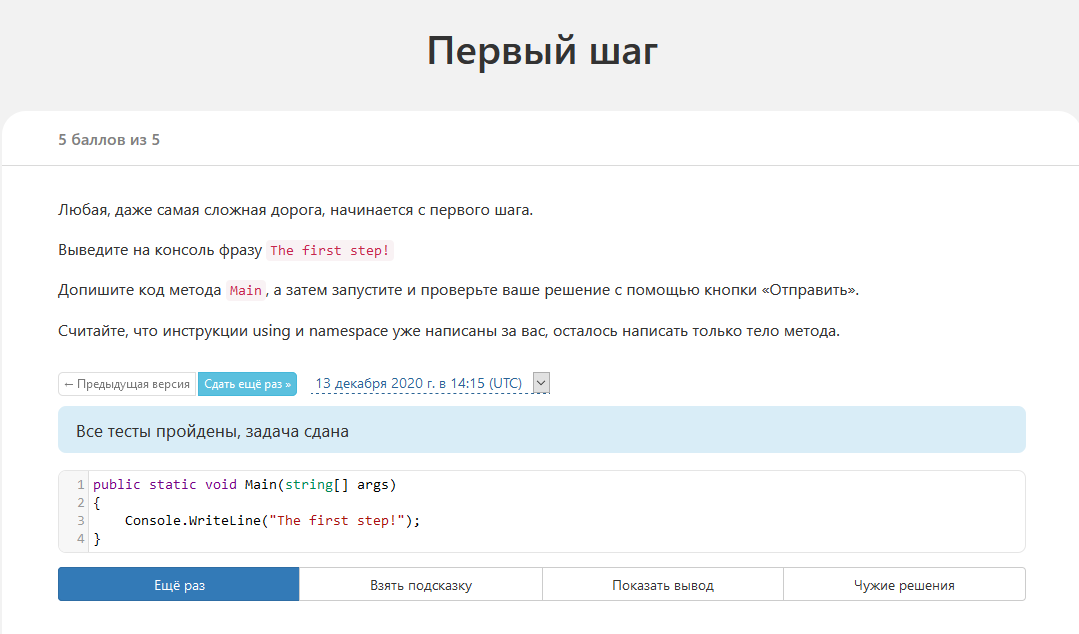 Первый шаг
5 баллов из 5
Любая, даже самая сложная дорога, начинается с первого шага.
Выведите на консоль фразу The first step!
Допишите код метода Main, а затем запустите и проверьте ваше решение с помощью кнопки «Отправить».
Считайте, что инструкции using и namespace уже написаны за вас, осталось написать только тело метода.
← Предыдущая версия Сдать ещё раз » 13 декабря 2020 г. в 14:15 (UTC)
Все тесты пройдены, задача сдана
1 public static void Main(string[] args)
2 {
3     Console.WriteLine("The first step!");
4 }
Ещё раз Взять подсказку Показать вывод Чужие решения